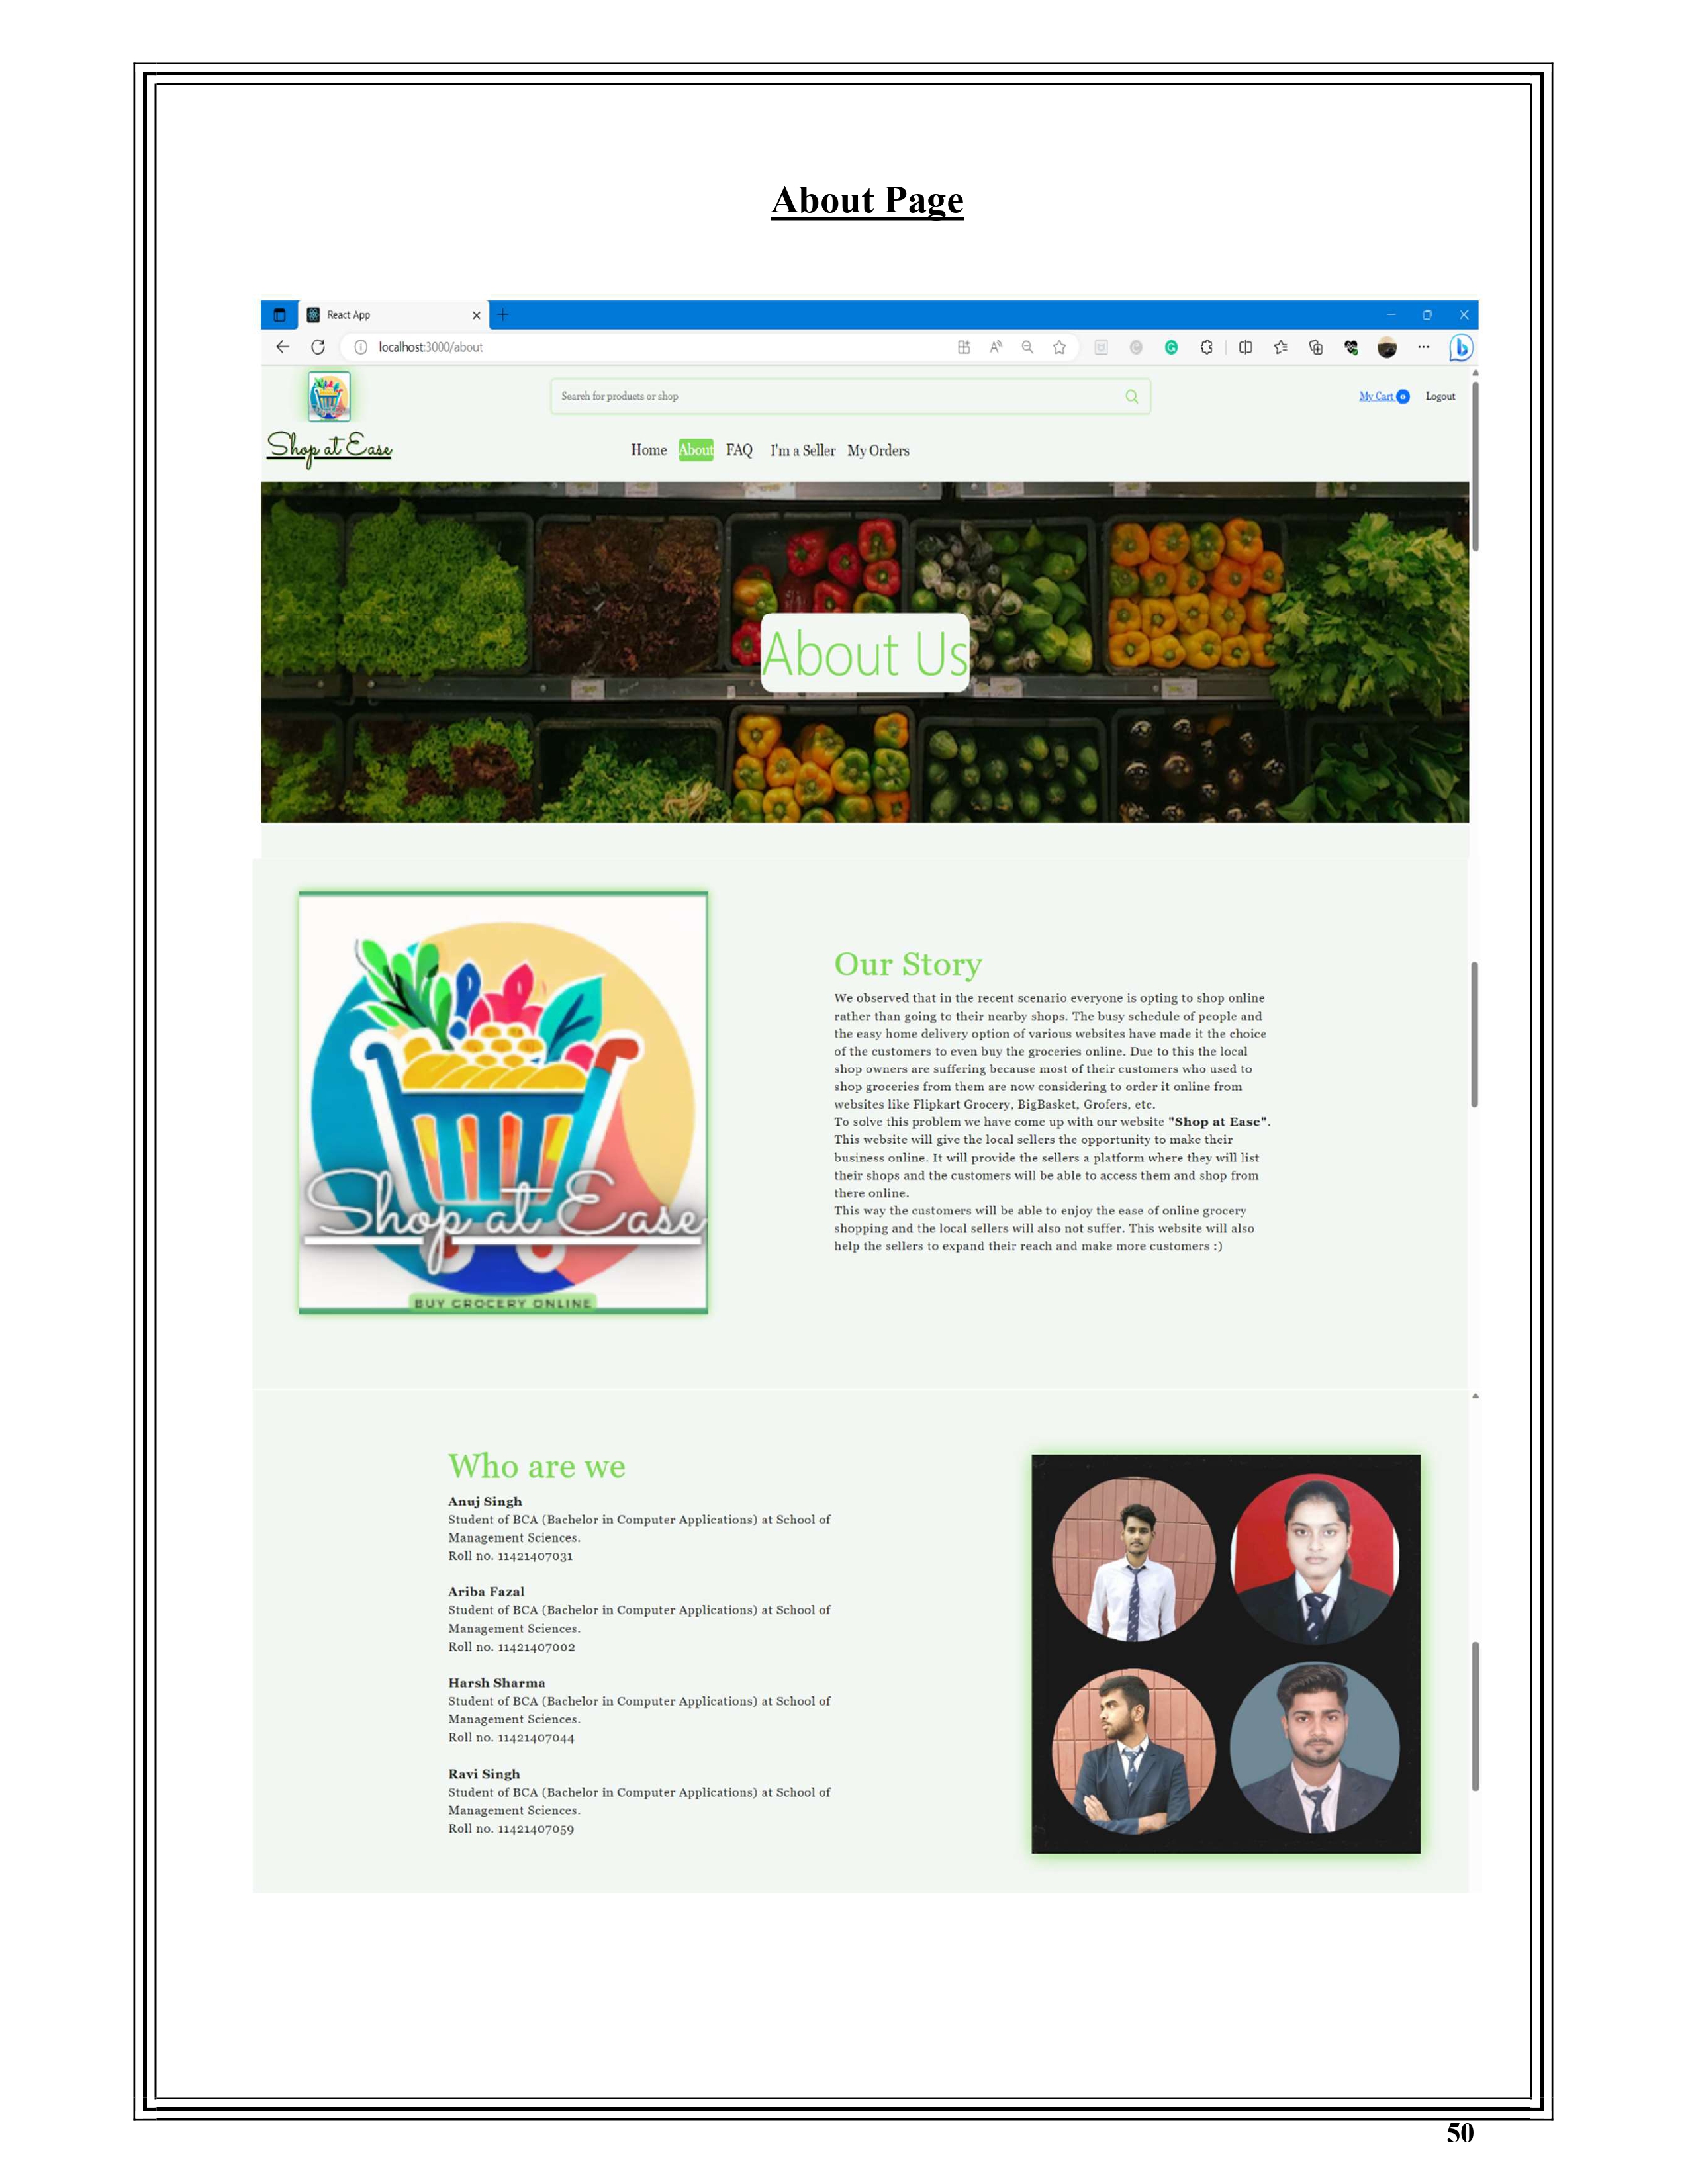 About Page
React App
localhost:3000/about
Search for products or shop
My Cart 0
Logout
Shop at Ease
Home About FAQ I'm a Seller My Orders
About Us
Our Story
We observed that in the recent scenario everyone is opting to shop online
rather than going to their nearby shops. The busy schedule of people and
the easy home delivery option of various websites have made it the choice
of the customers to even buy the groceries online. Due to this the local
shop owners are suffering because most of their customers who used to
shop groceries from them are now considering to order it online from
websites like Flipkart Grocery, BigBasket, Grofers, etc.
To solve this problem we have come up with our website "Shop at Ease".
This website will give the local sellers the opportunity to make their
business online. It will provide the sellers a platform where they will list
their shops and the customers will be able to access them and shop from
there online.
This way the customers will be able to enjoy the ease of online grocery
shopping and the local sellers will also not suffer. This website will also
help the sellers to expand their reach and make more customers :)
Shop at Ease
BUY GROCERY ONLINE
Who are we
Anuj Singh
Student of BCA (Bachelor in Computer Applications) at School of
Management Sciences.
Roll no. 11421407031
Ariba Fazal
Student of BCA (Bachelor in Computer Applications) at School of
Management Sciences.
Roll no. 11421407002
Harsh Sharma
Student of BCA (Bachelor in Computer Applications) at School of
Management Sciences.
Roll no. 11421407044
Ravi Singh
Student of BCA (Bachelor in Computer Applications) at School of
Management Sciences.
Roll no. 11421407059
50